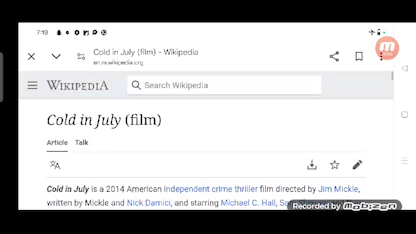 7:19
Cold in July (film) - Wikipedia
en.m.wikipedia.org
WIKIPEDIA
Search Wikipedia
Cold in July (film)
Article Talk
Cold in July is a 2014 American independent crime thriller film directed by Jim Mickle,
written by Mickle and Nick Damici, and starring Michael C. Hall,
Recorded by Mobizen